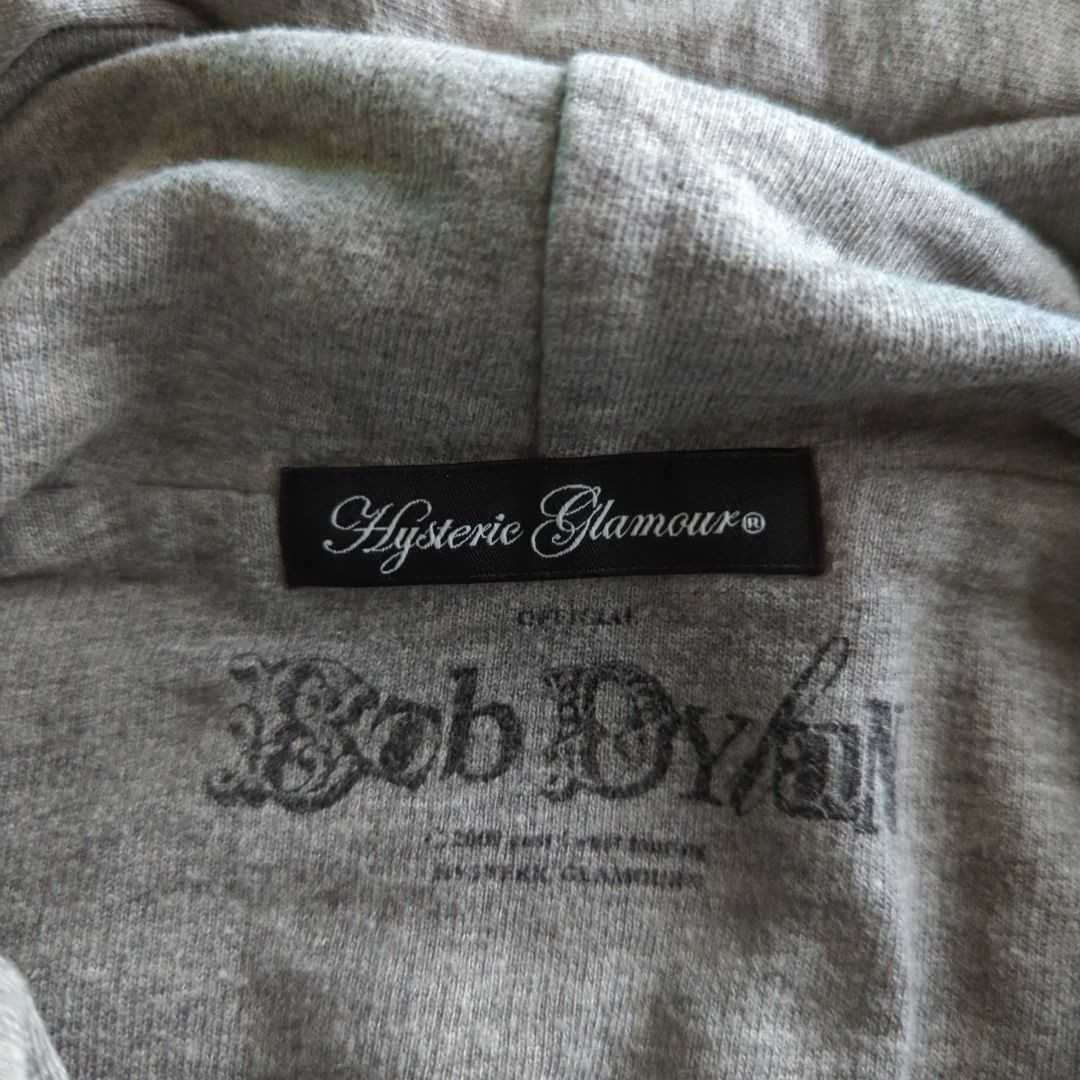 Hysteric Glamour®
OFFICIAL
Bob Dylan
HYSTERIC GLAMOUR